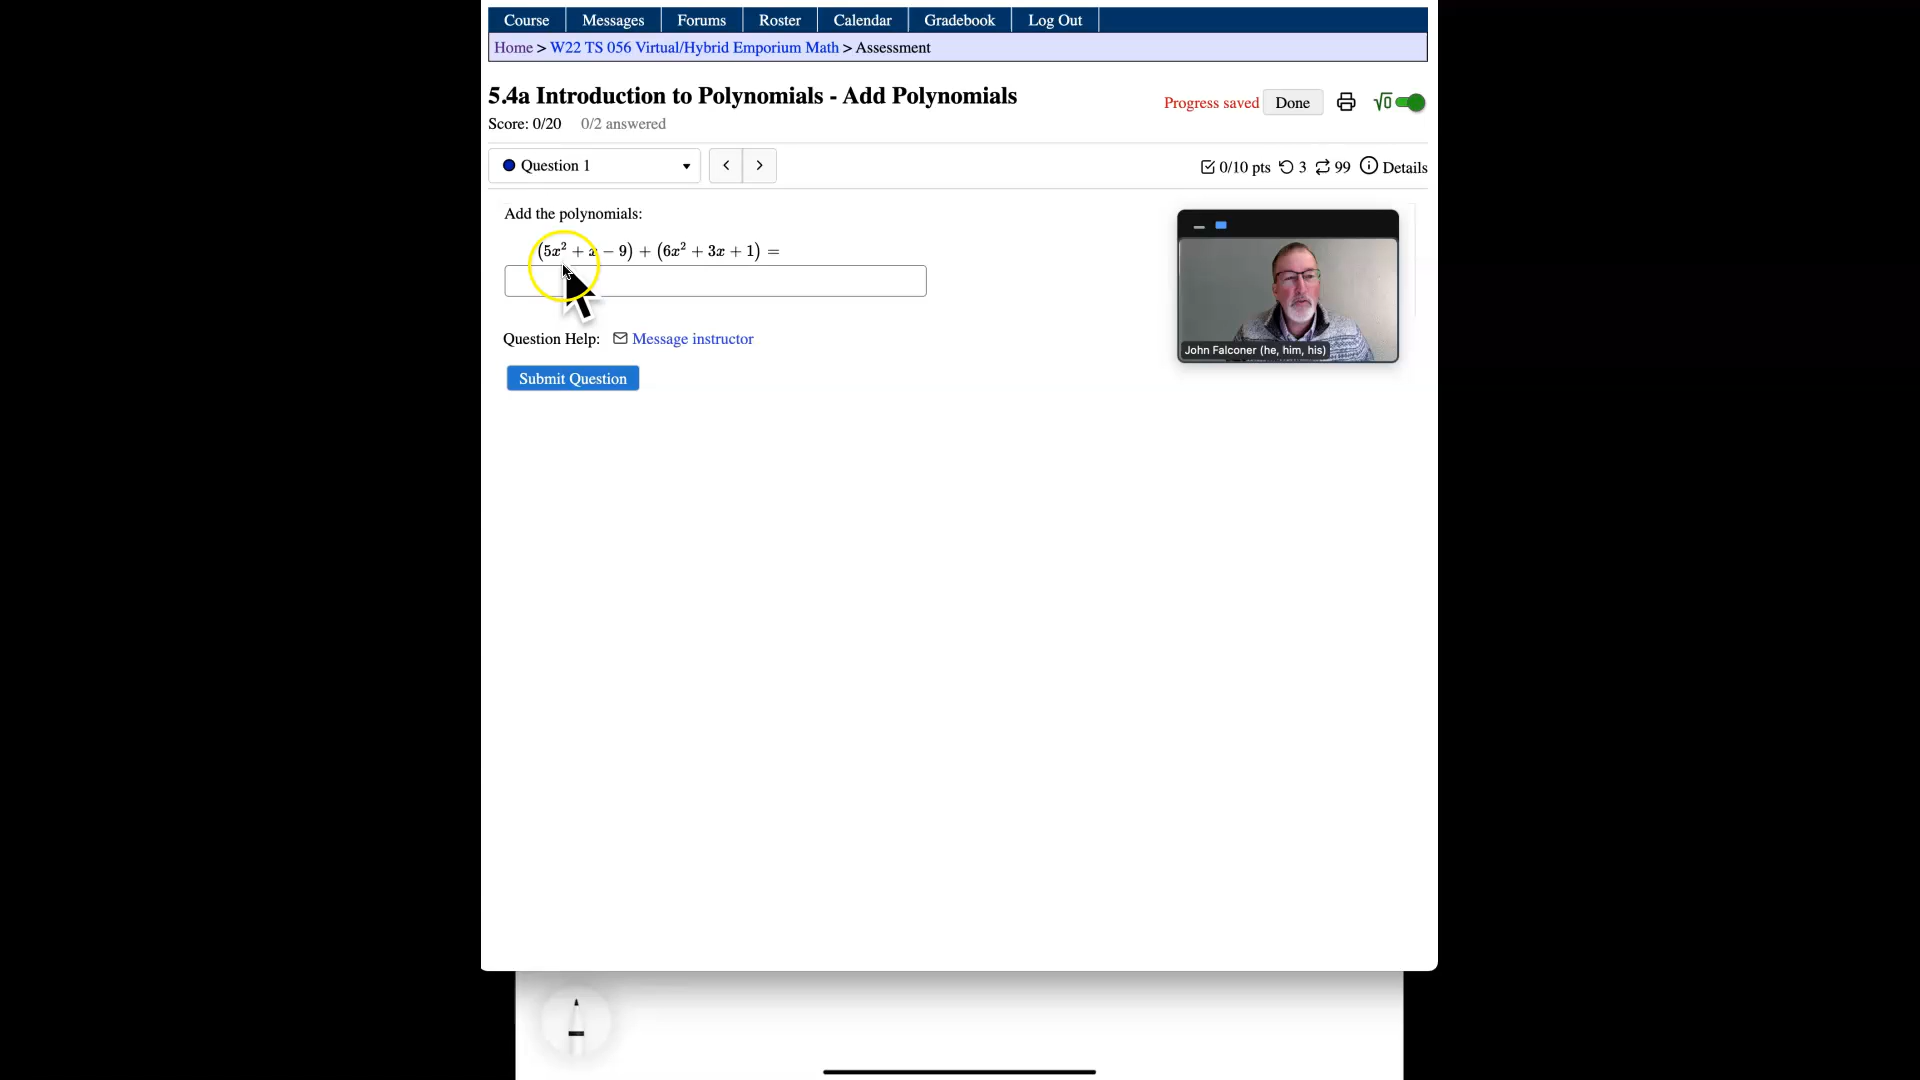 Course Messages Forums Roster Calendar Gradebook Log Out
Home > W22 TS 056 Virtual/Hybrid Emporium Math > Assessment
5.4a Introduction to Polynomials - Add Polynomials
Progress saved Done √0
Score: 0/20 0/2 answered
Question 1 < > 0/10 pts 3 99 Details
Add the polynomials:
(5x² + x − 9) + (6x² + 3x + 1) =
Question Help: Message instructor
John Falconer (he, him, his)
Submit Question